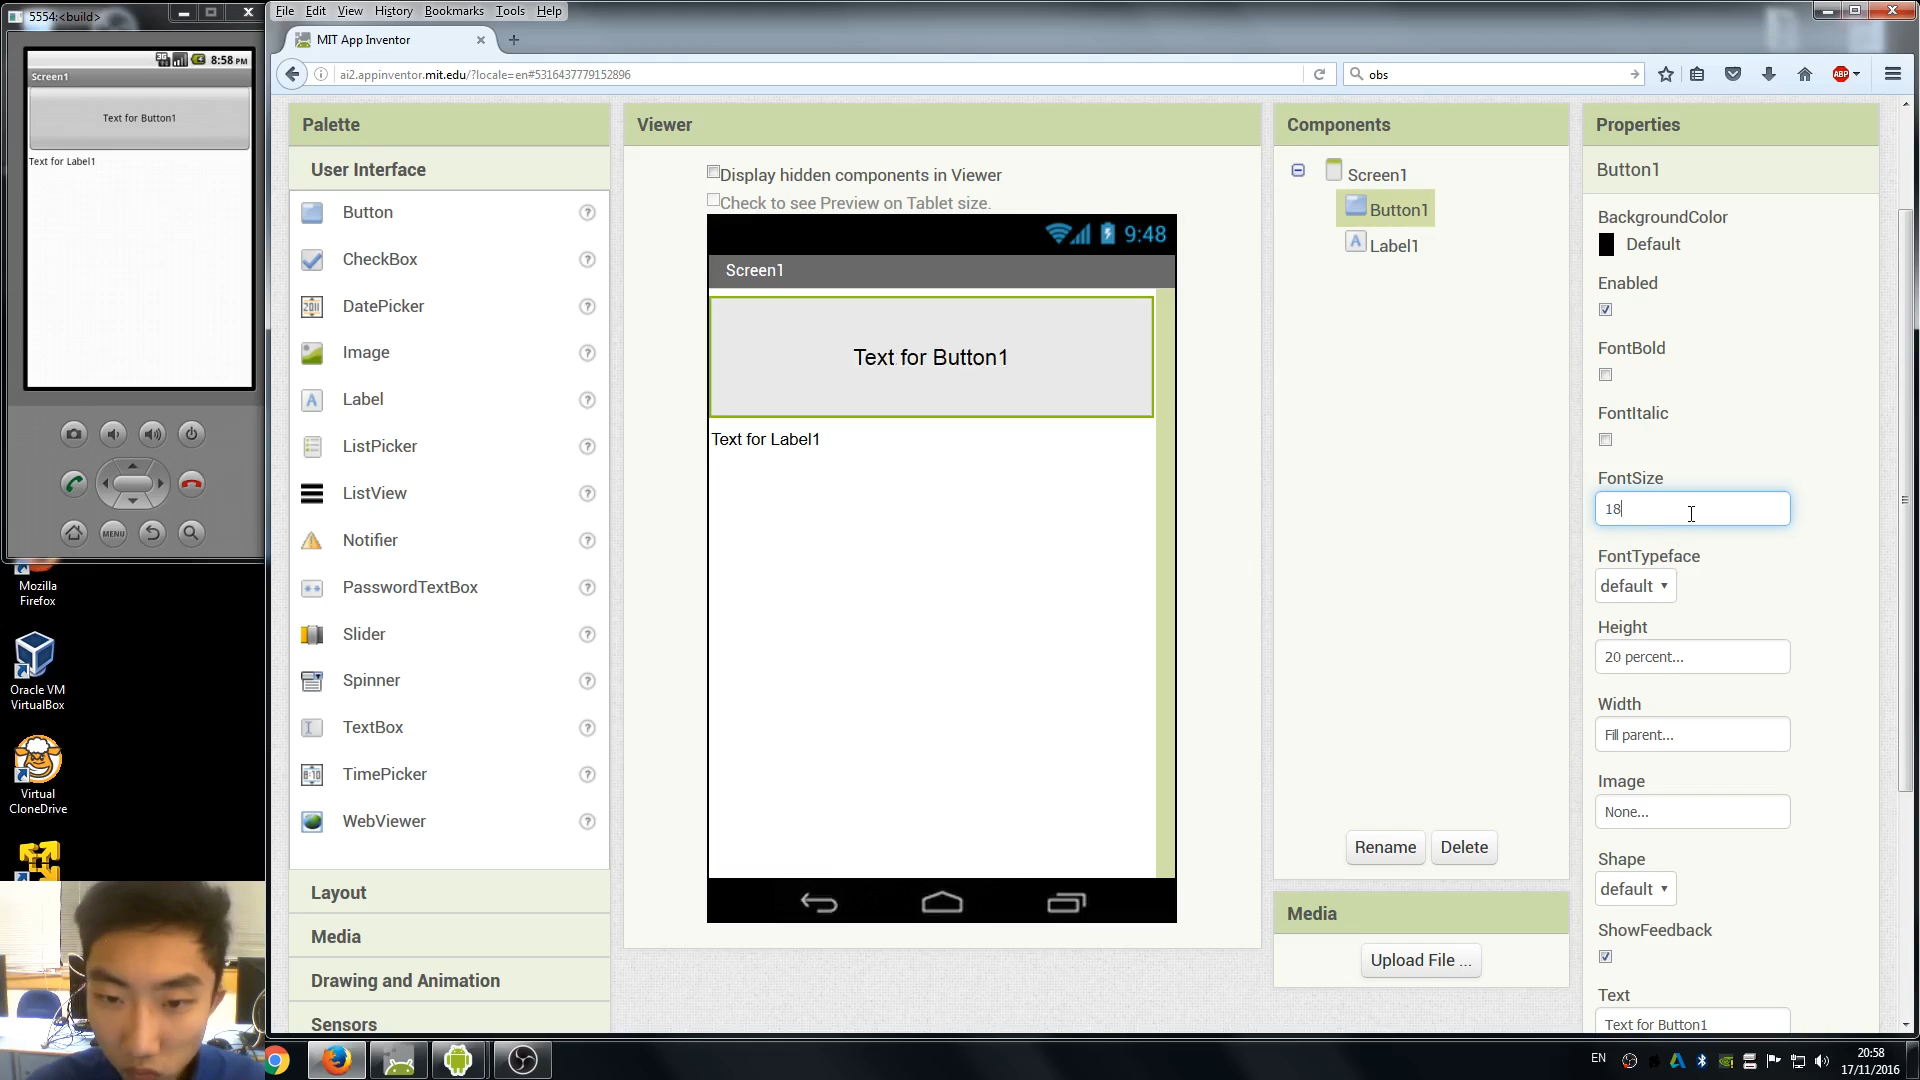 5554:<build>
8:58 PM
Screen1
Text for Button1
Text for Label1
MENU
Mozilla
Firefox
Oracle VM
VirtualBox
Virtual
CloneDrive
File Edit View History Bookmarks Tools Help
MIT App Inventor
ai2.appinventor.mit.edu/?locale=en#5316437779152896
obs
ABP
Palette
User Interface
Button
CheckBox
DatePicker
Image
Label
ListPicker
ListView
Notifier
PasswordTextBox
Slider
Spinner
TextBox
TimePicker
WebViewer
Layout
Media
Drawing and Animation
Sensors
Viewer
Display hidden components in Viewer
Check to see Preview on Tablet size.
9:48
Screen1
Text for Button1
Text for Label1
Components
Screen1
Button1
Label1
Rename Delete
Media
Upload File ...
Properties
Button1
BackgroundColor
Default
Enabled
FontBold
FontItalic
FontSize
18
FontTypeface
default
Height
20 percent...
Width
Fill parent...
Image
None...
Shape
default
ShowFeedback
Text
Text for Button1
EN
20:58
17/11/2016